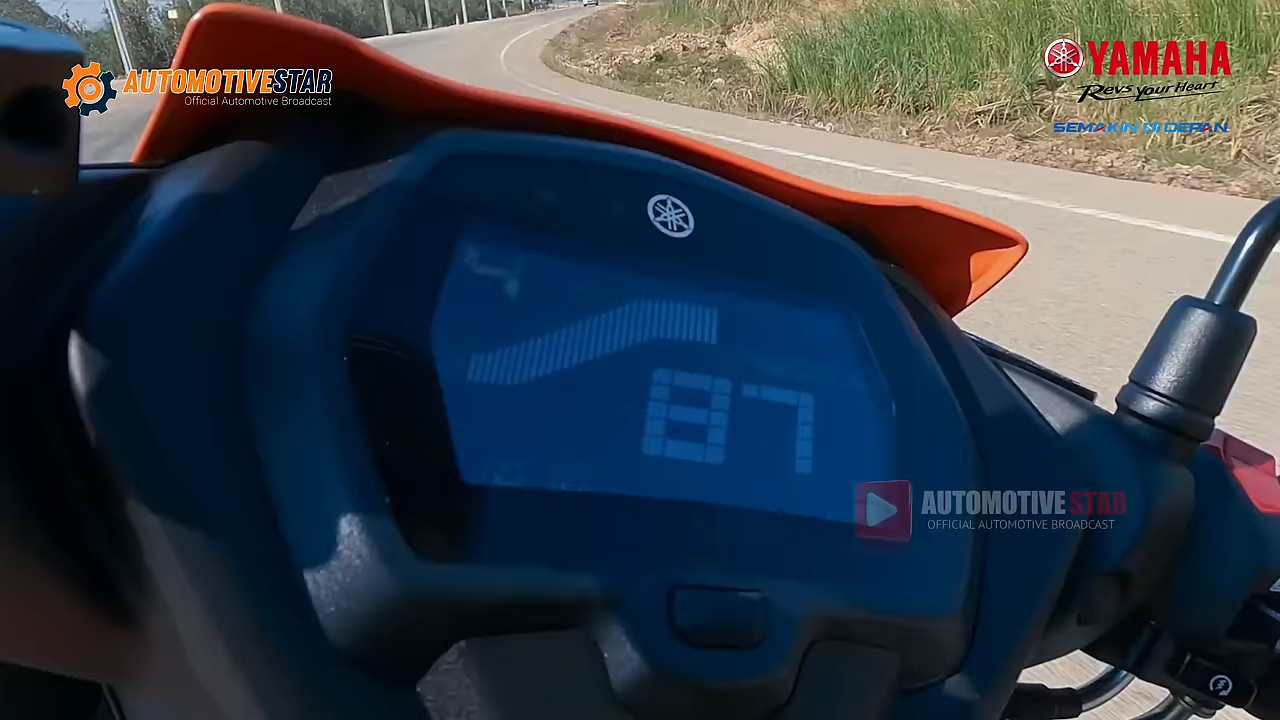 AUTOMOTIVESTAR
Official Automotive Broadcast
YAMAHA
Revs your Heart
SEMAKIN DI DEPAN
87
AUTOMOTIVE STAR
OFFICIAL AUTOMOTIVE BROADCAST